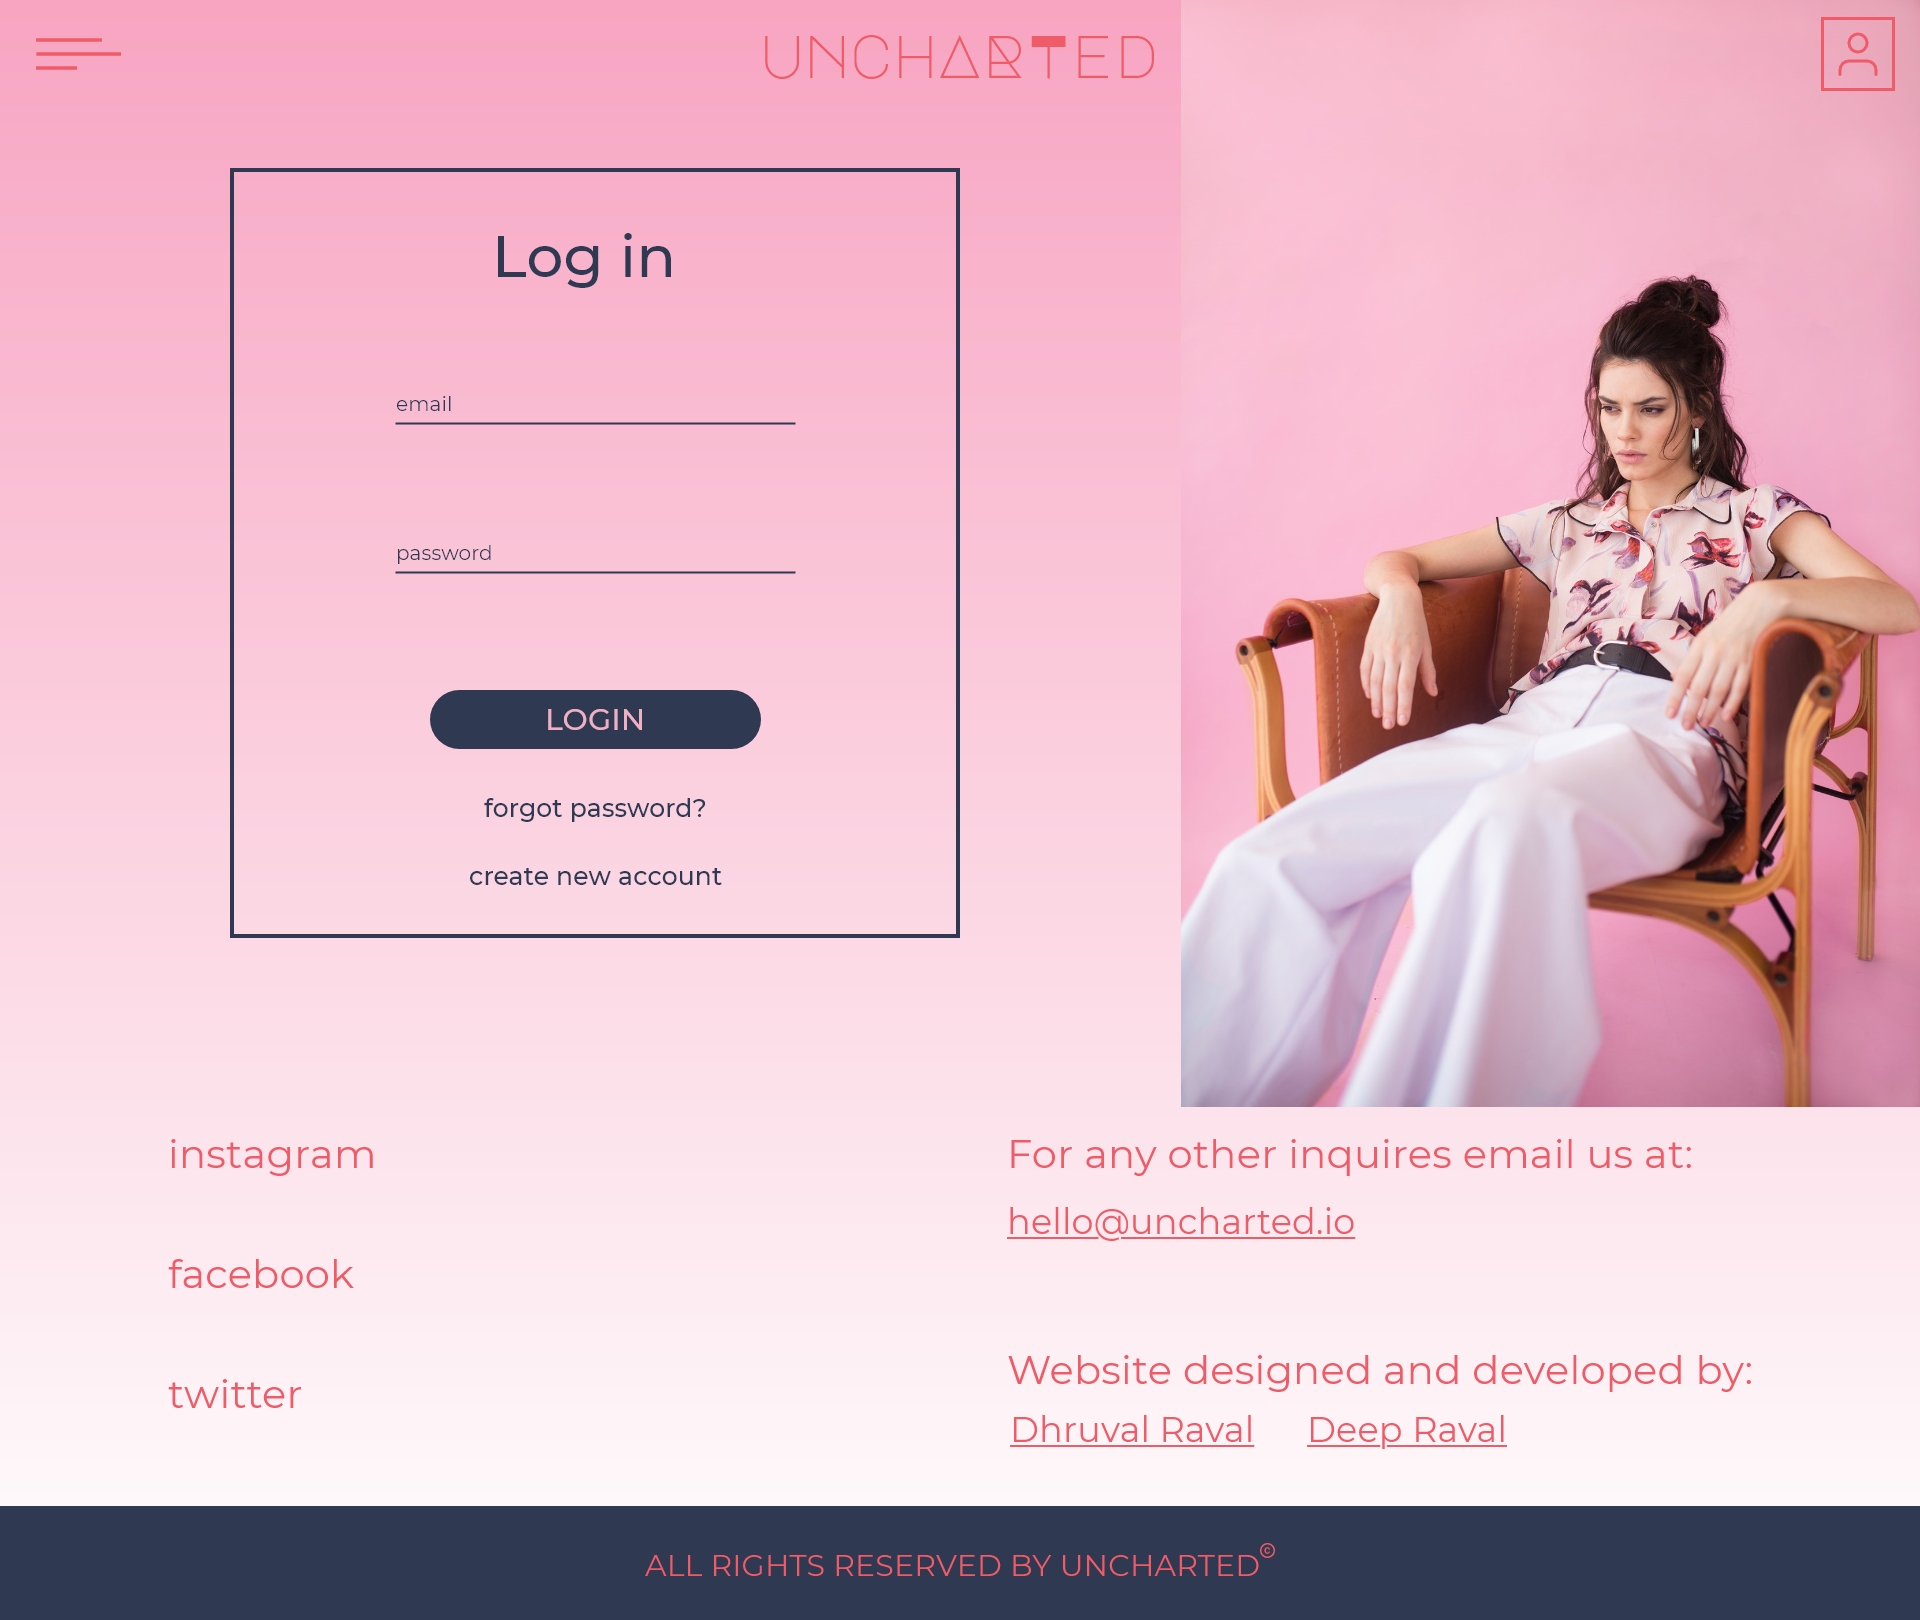 UNCHARTED
Log in
email
password
LOGIN
forgot password?
create new account
instagram
facebook
twitter
For any other inquires email us at:
hello@uncharted.io
Website designed and developed by:
Dhruval Raval Deep Raval
ALL RIGHTS RESERVED BY UNCHARTED©